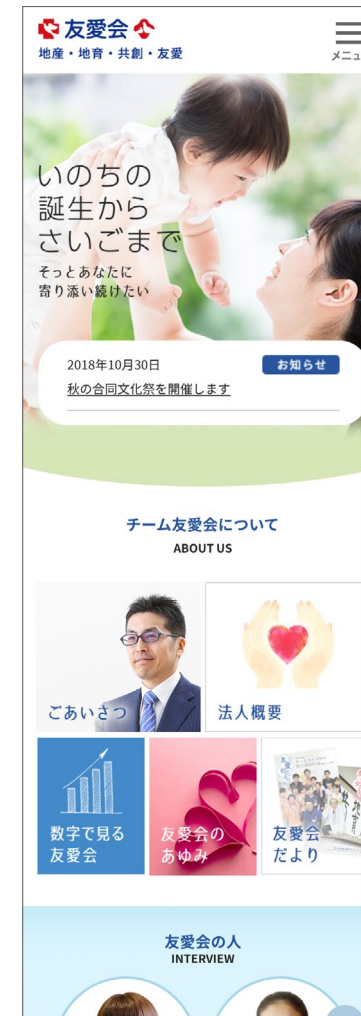 友愛会
地産・地育・共創・友愛
メニュ
いのちの
誕生から
さいごまで
そっとあなたに
寄り添い続けたい
2018年10月30日
お知らせ
秋の合同文化祭を開催します
チーム友愛会について
ABOUT US
ごあいさつ
法人概要
数字で見る
友愛会
友愛会の
あゆみ
友愛会
だより
友愛会の人
INTERVIEW